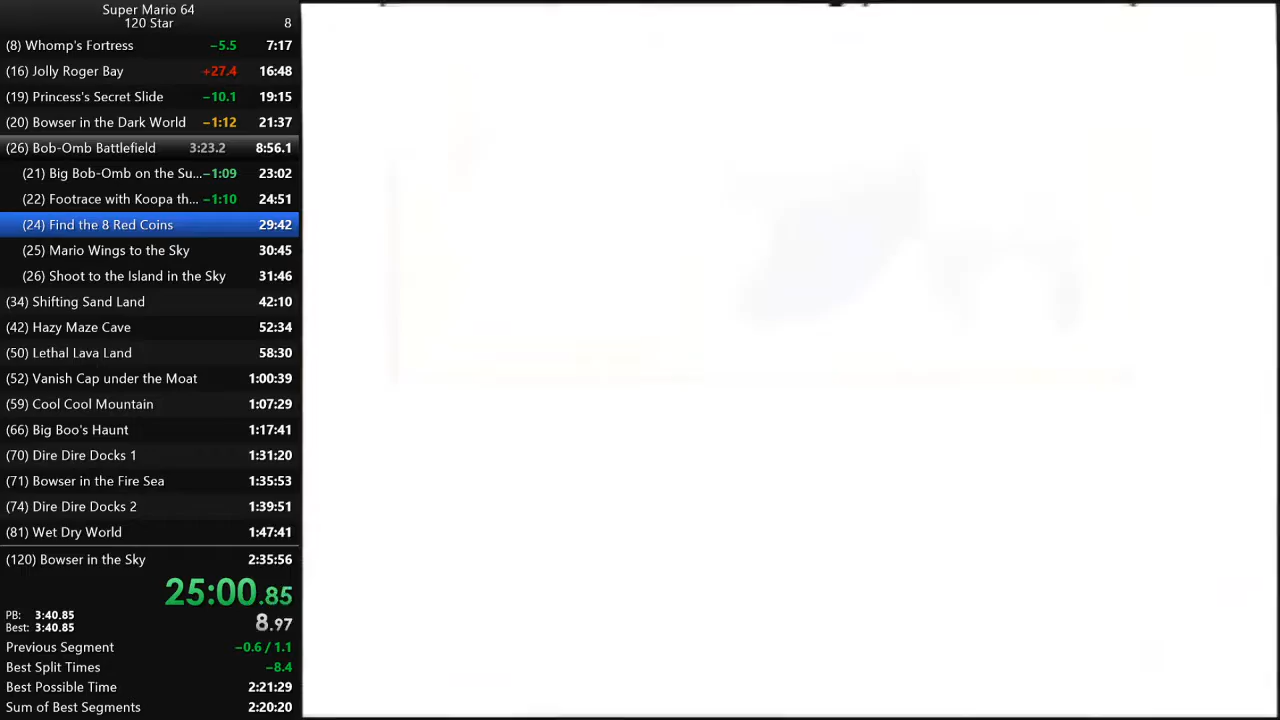 Super Mario 64
120 Star 8
(8) Whomp's Fortress −5.5 7:17
(16) Jolly Roger Bay +27.4 16:48
(19) Princess's Secret Slide −10.1 19:15
(20) Bowser in the Dark World −1:12 21:37
(26) Bob-Omb Battlefield 3:23.2 8:56.1
(21) Big Bob-Omb on the Su... −1:09 23:02
(22) Footrace with Koopa th... −1:10 24:51
(24) Find the 8 Red Coins 29:42
(25) Mario Wings to the Sky 30:45
(26) Shoot to the Island in the Sky 31:46
(34) Shifting Sand Land 42:10
(42) Hazy Maze Cave 52:34
(50) Lethal Lava Land 58:30
(52) Vanish Cap under the Moat 1:00:39
(59) Cool Cool Mountain 1:07:29
(66) Big Boo's Haunt 1:17:41
(70) Dire Dire Docks 1 1:31:20
(71) Bowser in the Fire Sea 1:35:53
(74) Dire Dire Docks 2 1:39:51
(81) Wet Dry World 1:47:41
(120) Bowser in the Sky 2:35:56
25:00.85
PB: 3:40.85
Best: 3:40.85 8.97
Previous Segment −0.6 / 1.1
Best Split Times −8.4
Best Possible Time 2:21:29
Sum of Best Segments 2:20:20